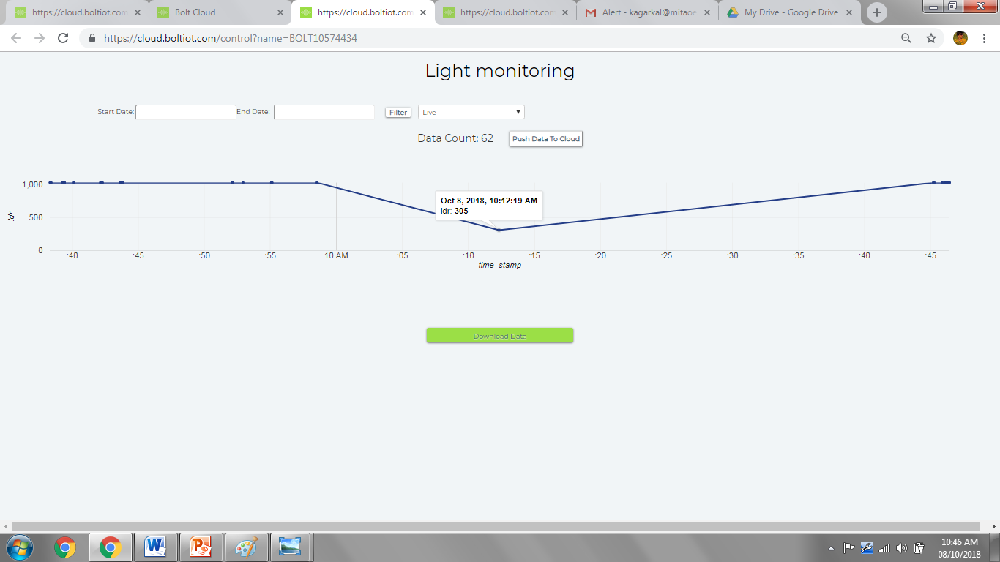 https://cloud.boltiot.com
Bolt Cloud
https://cloud.boltiot.com
https://cloud.boltiot.com
Alert - kagarkal@mitaoe
My Drive - Google Drive
https://cloud.boltiot.com/control?name=BOLT10574434
Light monitoring
Start Date: End Date: Filter Live
Data Count: 62 Push Data To Cloud
1,000
500
0
ldr
Oct 8, 2018, 10:12:19 AM
ldr: 305
:40 :45 :50 :55 10 AM :05 :10 :15 :20 :25 :30 :35 :40 :45
time_stamp
Download Data
10:46 AM
08/10/2018